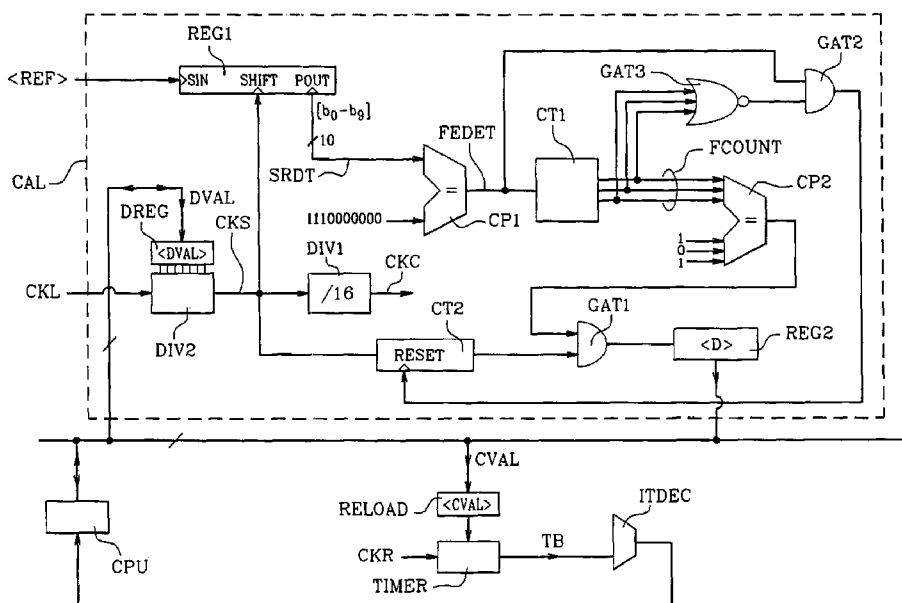 REG1
GAT2
<REF>
SIN SHIFT POUT
GAT3
[b0-b9]
CT1
10
FEDET
FCOUNT
SRDT
CP2
CAL
DVAL
=
=
DREG
CKS
1110000000
CP1
<DVAL>
DIV1
CKC
1
0
1
CKL
/16
CT2
GAT1
DIV2
RESET
<D>
REG2
CVAL
ITDEC
RELOAD
<CVAL>
CPU
CKR
TB
TIMER